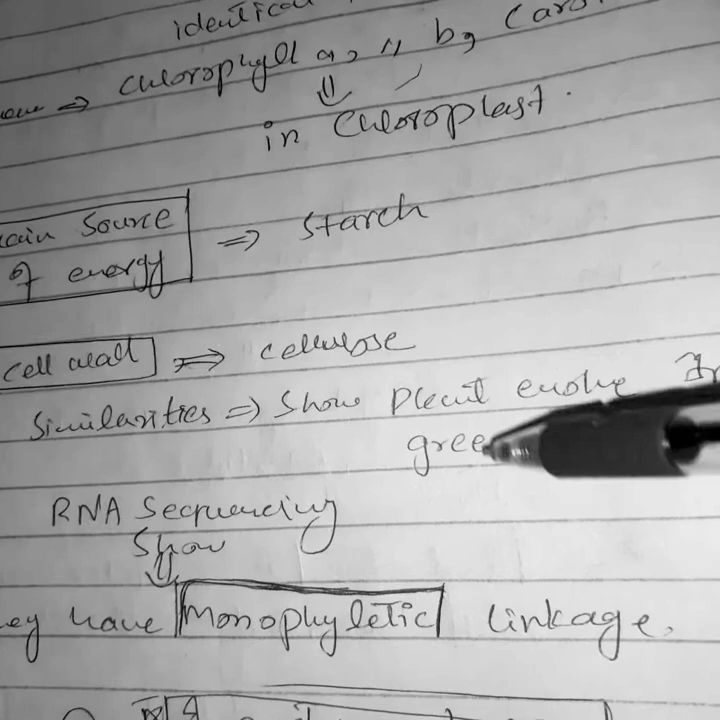 identical
⇒ Chlorophyll a, b, Caro
⇓
in Chloroplast.
Main Source ⇒ Starch
of energy
Cell wall ⇒ cellulose
Similarities ⇒ Show Plant evolve
gree
RNA Sequencing
Show
ey have Monophyletic linkage.